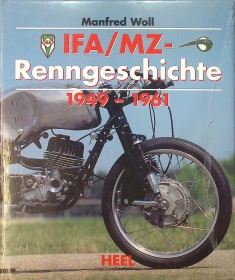 Manfred Woll
IFA/MZ-
Renngeschichte
1949 - 1961
HEEL